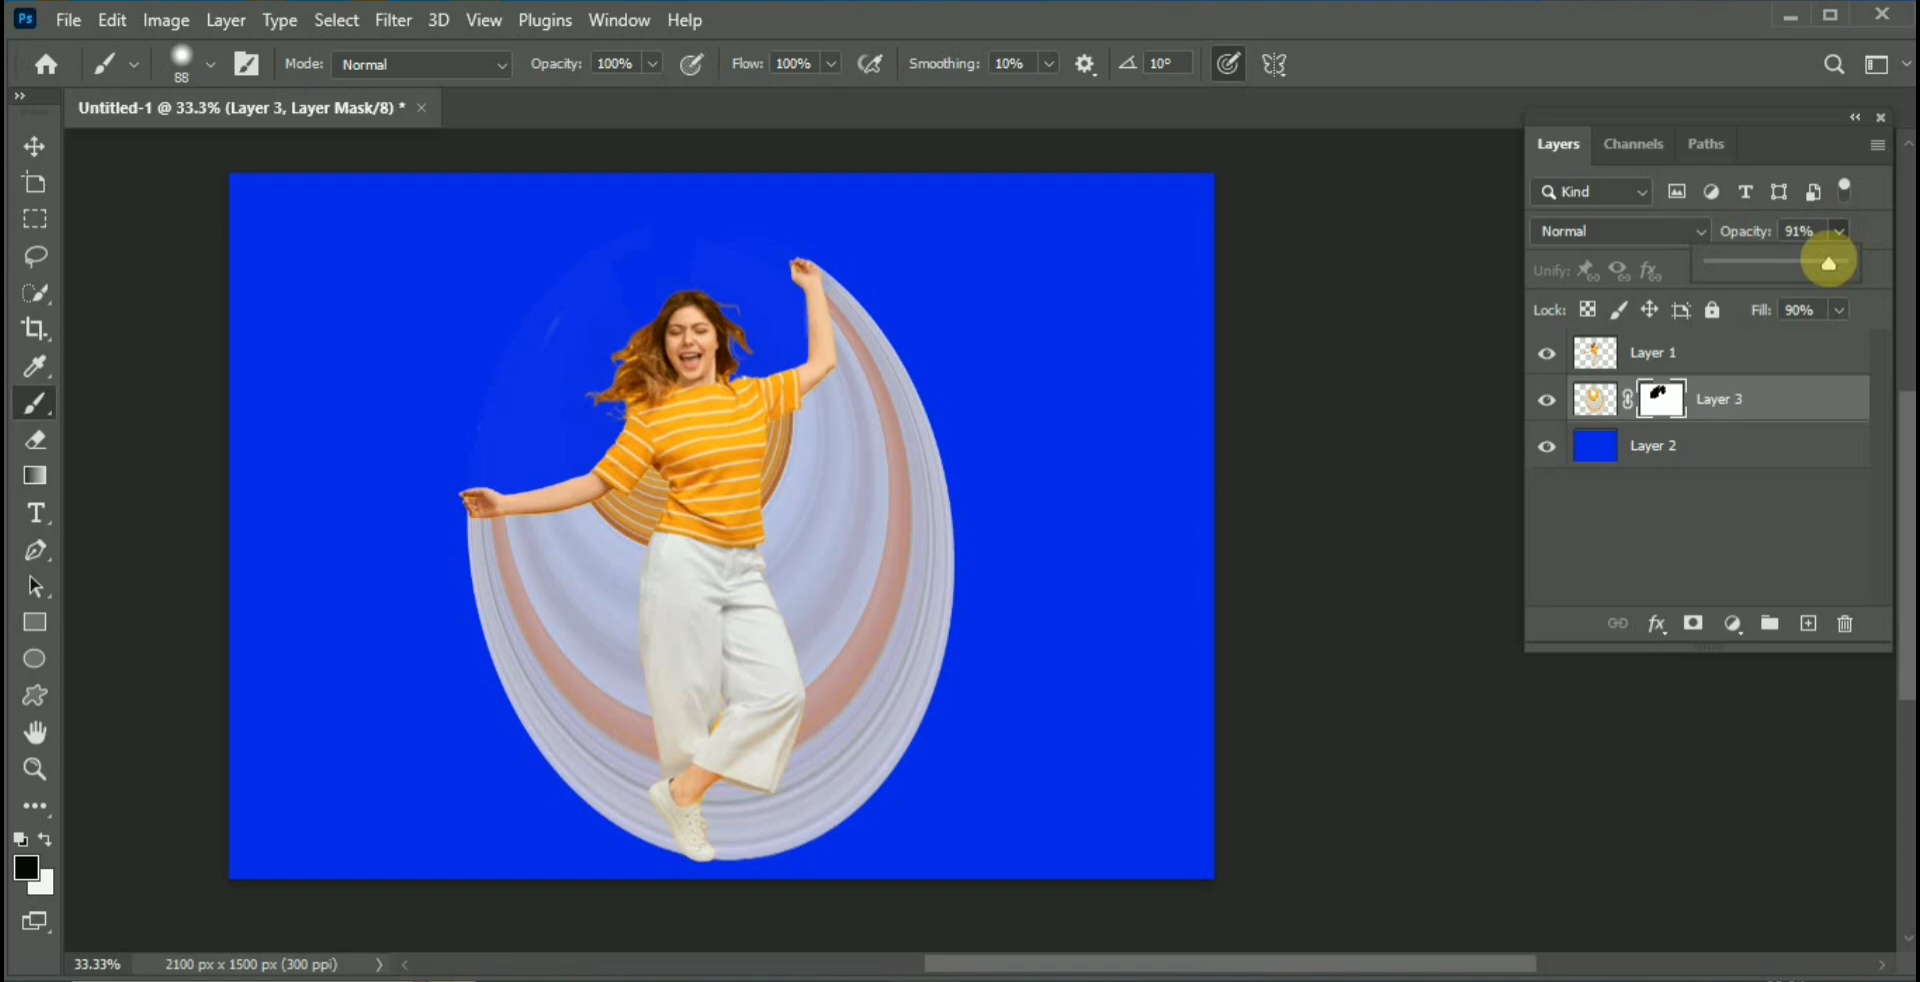 Ps File Edit Image Layer Type Select Filter 3D View Plugins Window Help
88 Mode: Normal Opacity: 100% Flow: 100% Smoothing: 10% 10°
Untitled-1 @ 33.3% (Layer 3, Layer Mask/8) *
Layers Channels Paths
Kind
Normal Opacity: 91%
Unify:
Lock: Fill: 90%
Layer 1
Layer 3
Layer 2
fx
33.33% 2100 px x 1500 px (300 ppi)